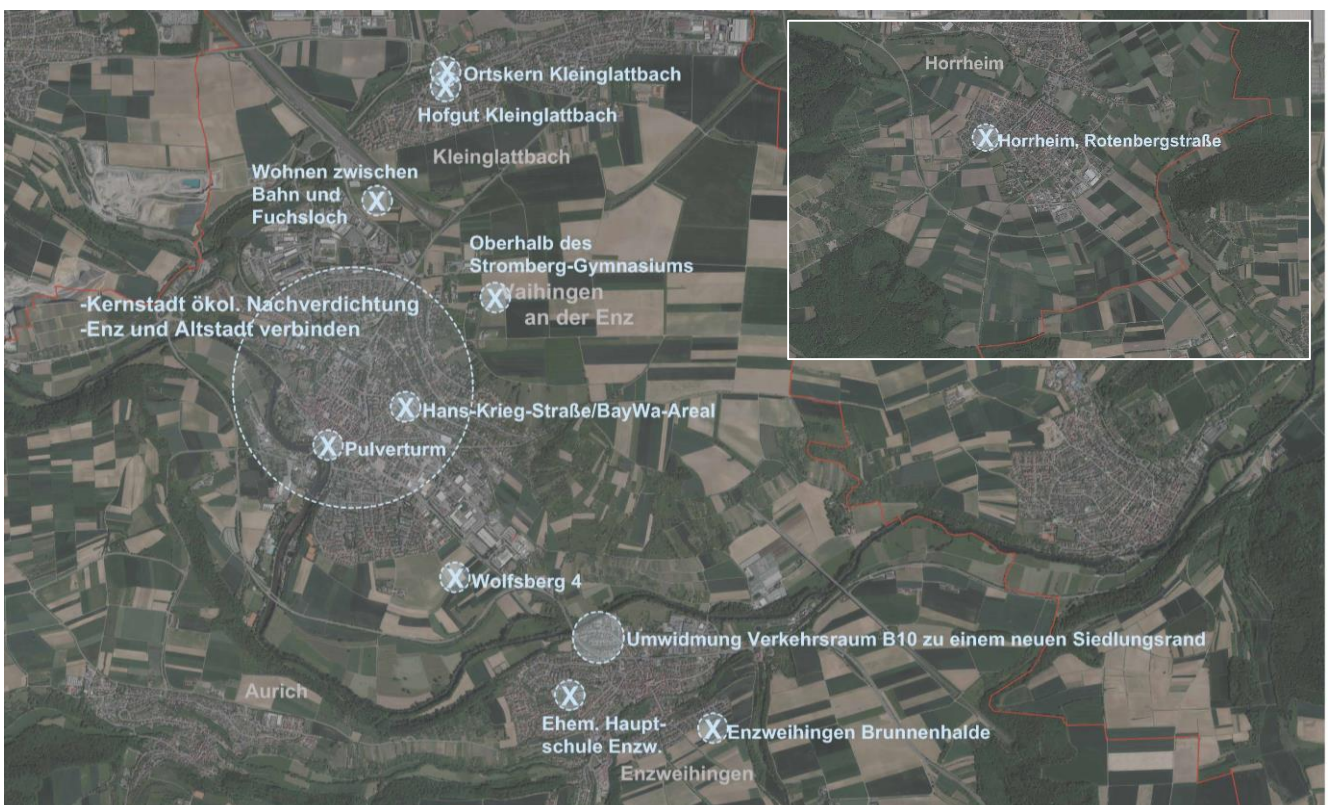 Ortskern Kleinglattbach
Hofgut Kleinglattbach
Kleinglattbach
Wohnen zwischen
Bahn und
Fuchsloch
Oberhalb des
Stromberg-Gymnasiums
Vaihingen
an der Enz
-Kernstadt ökol. Nachverdichtung
-Enz und Altstadt verbinden
Hans-Krieg-Straße/BayWa-Areal
Pulverturm
Wolfsberg 4
Umwidmung Verkehrsraum B10 zu einem neuen Siedlungsrand
Aurich
Ehem. Haupt-
schule Enzw.
Enzweihingen Brunnenhalde
Enzweihingen
Horrheim
Horrheim, Rotenbergstraße